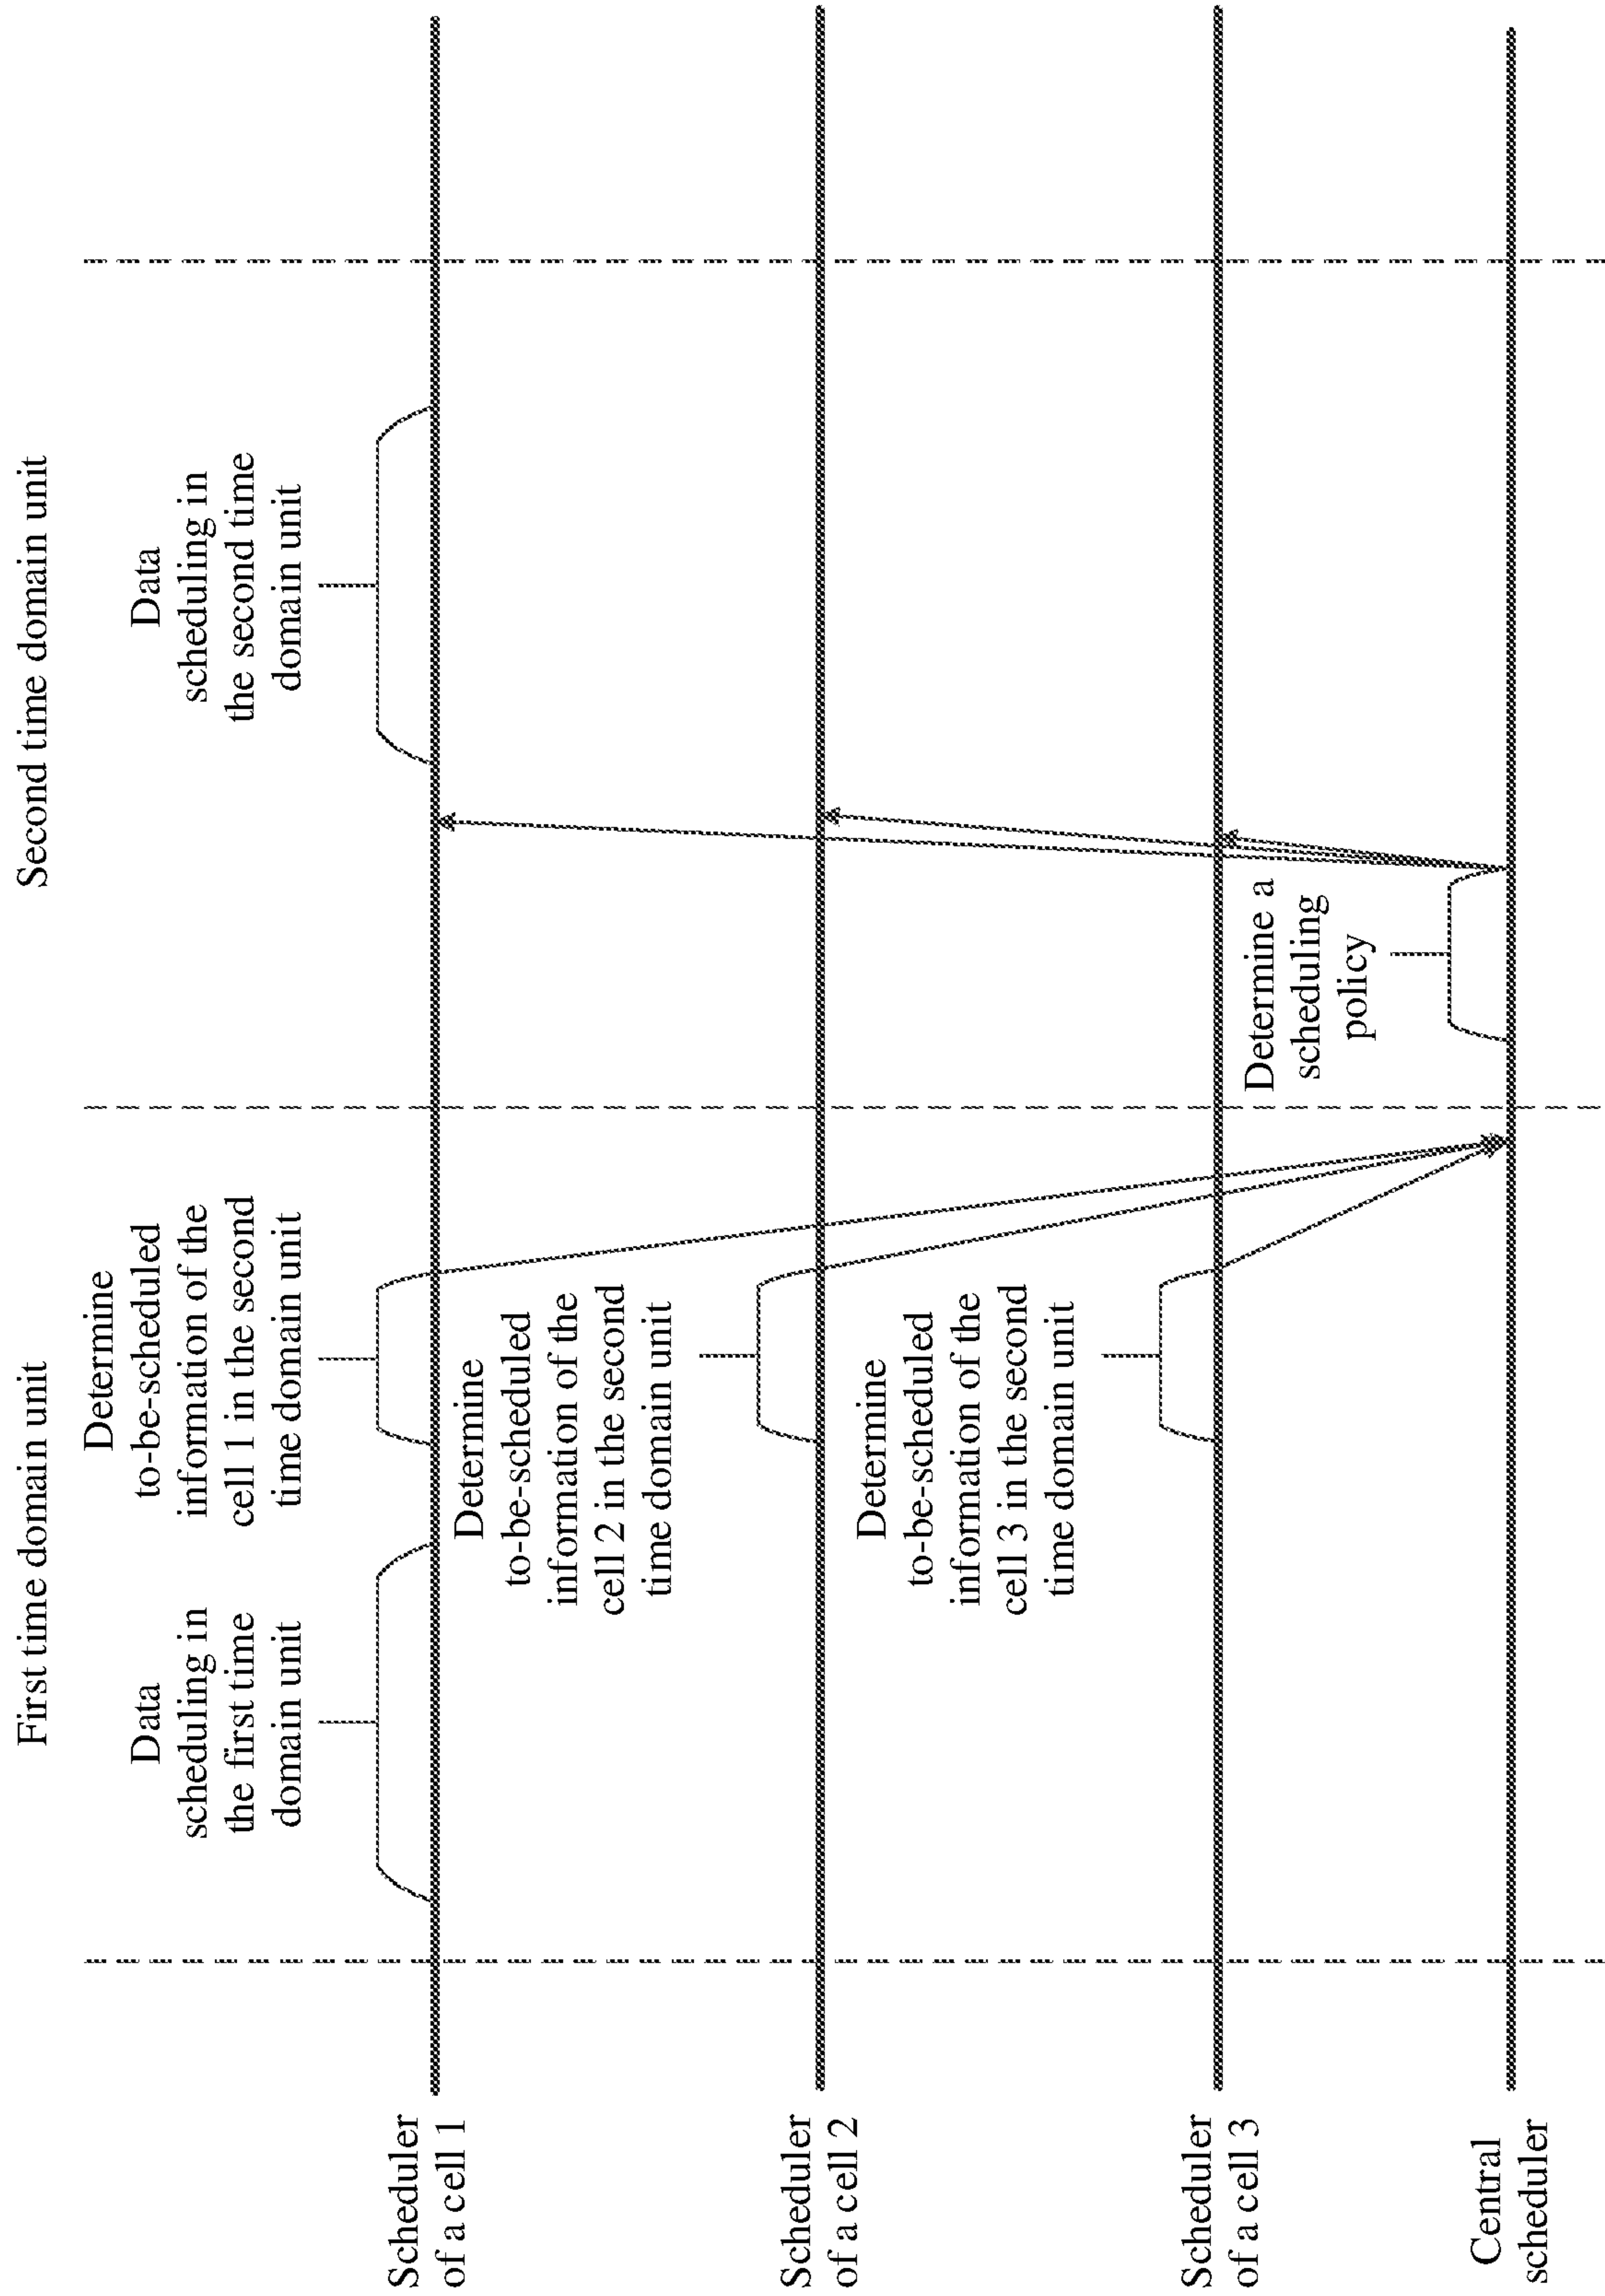 First time domain unit
Second time domain unit
Data
scheduling in
the first time
domain unit
Determine
to-be-scheduled
information of the
cell 1 in the second
time domain unit
Data
scheduling in
the second time
domain unit
Scheduler
of a cell 1
Determine
to-be-scheduled
information of the
cell 2 in the second
time domain unit
Scheduler
of a cell 2
Determine
to-be-scheduled
information of the
cell 3 in the second
time domain unit
Scheduler
of a cell 3
Determine a
scheduling
policy
Central
scheduler